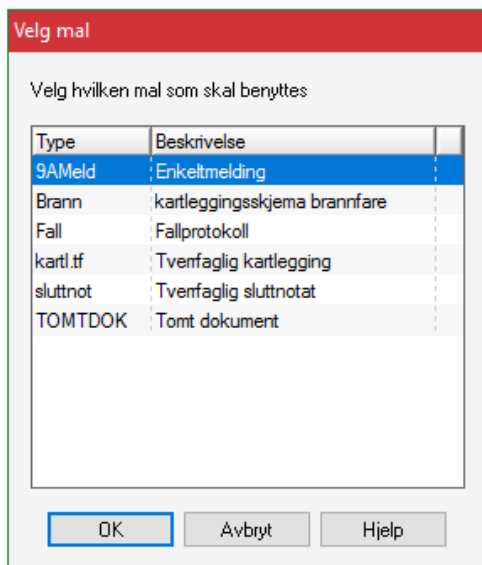 Velg mal
Velg hvilken mal som skal benyttes
Type Beskrivelse
9AMeld Enkeltmelding
Brann kartleggingsskjema brannfare
Fall Fallprotokoll
kartl.tf Tverrfaglig kartlegging
sluttnot Tverrfaglig sluttnotat
TOMTDOK Tomt dokument
OK Avbryt Hjelp